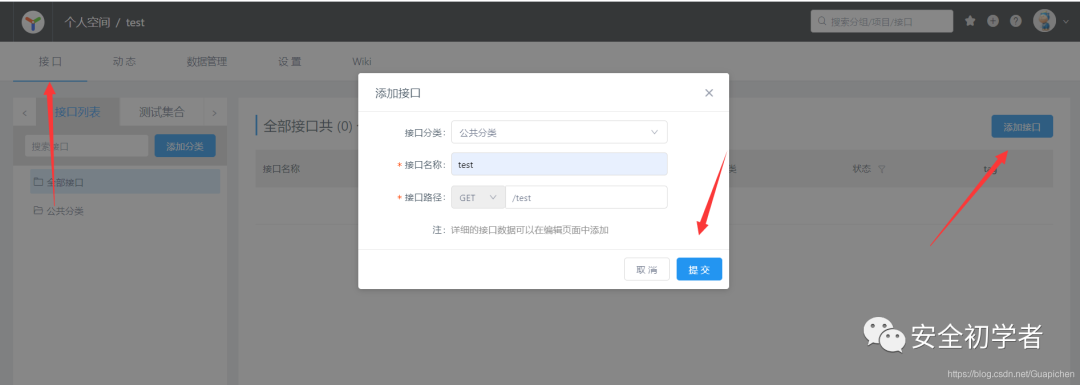 个人空间 / test
搜索分组/项目/接口
接口 动态 数据管理 设置 Wiki
接口列表 测试集合
搜索接口 添加分类
全部接口
公共分类
全部接口共 (0)
添加接口
接口名称 类 状态 tag
添加接口
接口分类: 公共分类
* 接口名称: test
* 接口路径: GET /test
注: 详细的接口数据可以在编辑页面中添加
取消 提交
安全初学者
https://blog.csdn.net/Guapichen